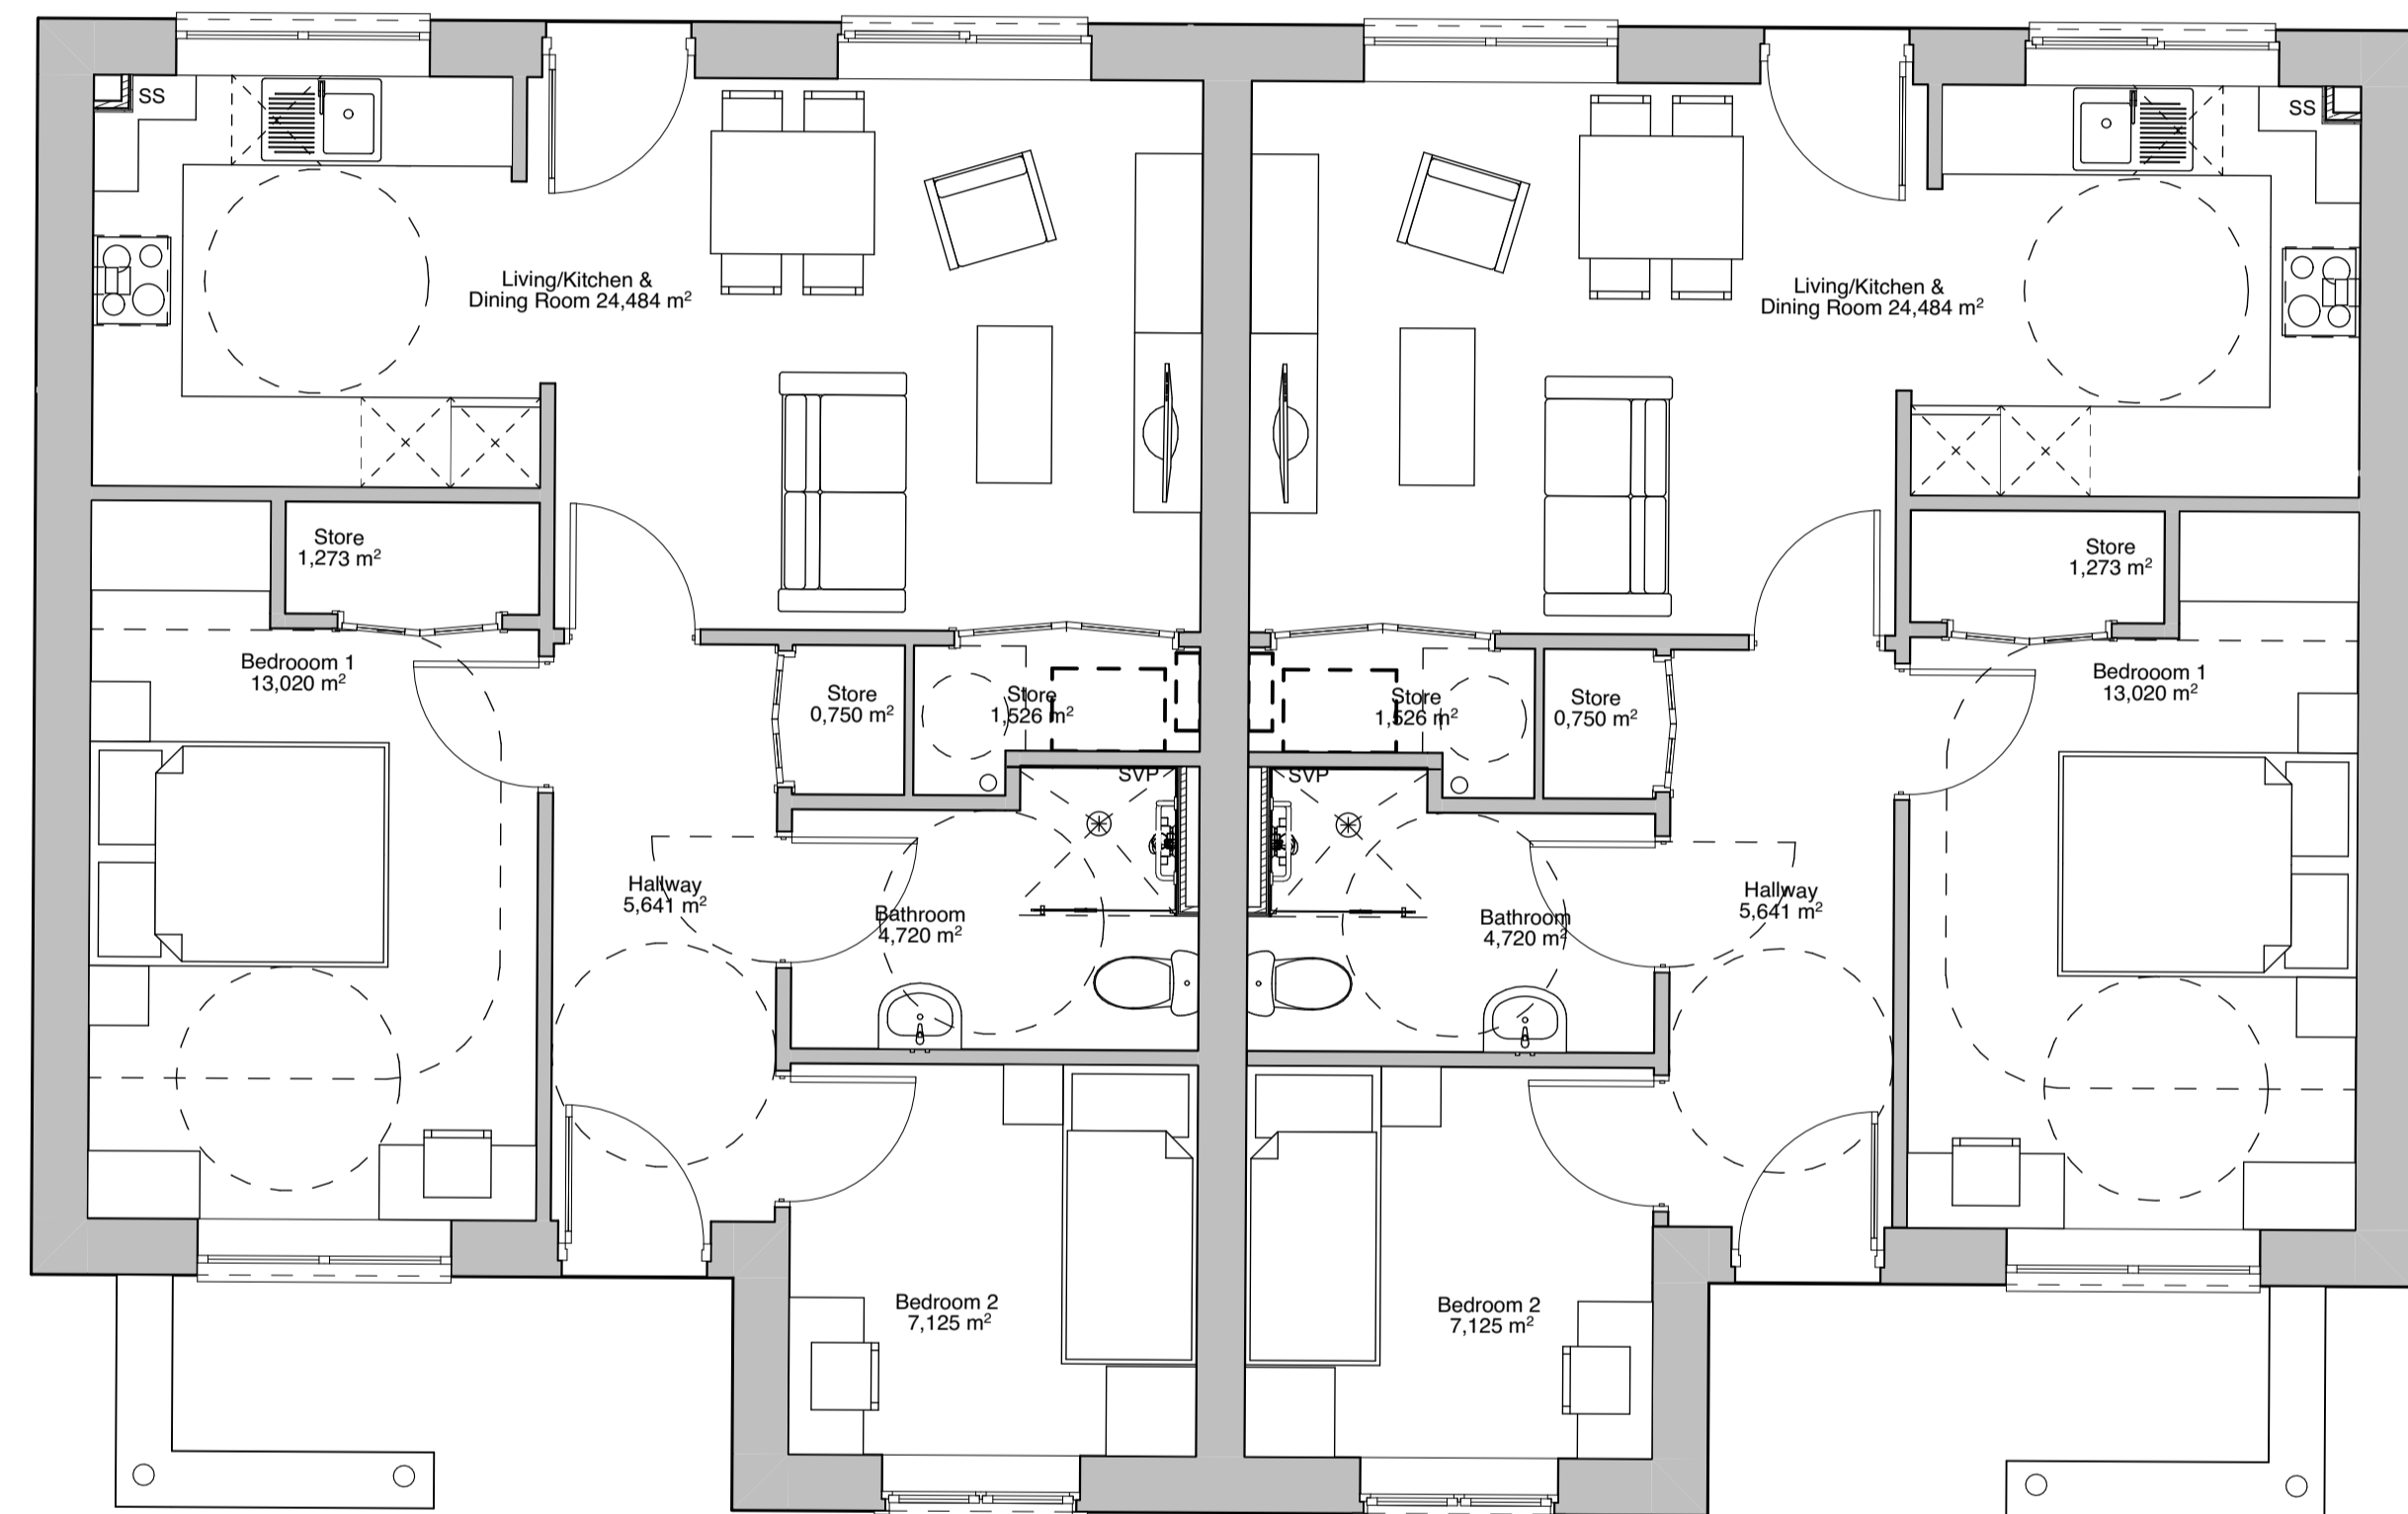 SS
SS
Living/Kitchen &
Dining Room 24,484 m²
Living/Kitchen &
Dining Room 24,484 m²
Store
1,273 m²
Store
1,273 m²
Bedrooom 1
13,020 m²
Store
0,750 m²
Store
1,526 m²
Store
1,526 m²
Store
0,750 m²
Bedrooom 1
13,020 m²
SVP
SVP
Hallway
5,641 m²
Bathroom
4,720 m²
Bathroom
4,720 m²
Hallway
5,641 m²
Bedroom 2
7,125 m²
Bedroom 2
7,125 m²